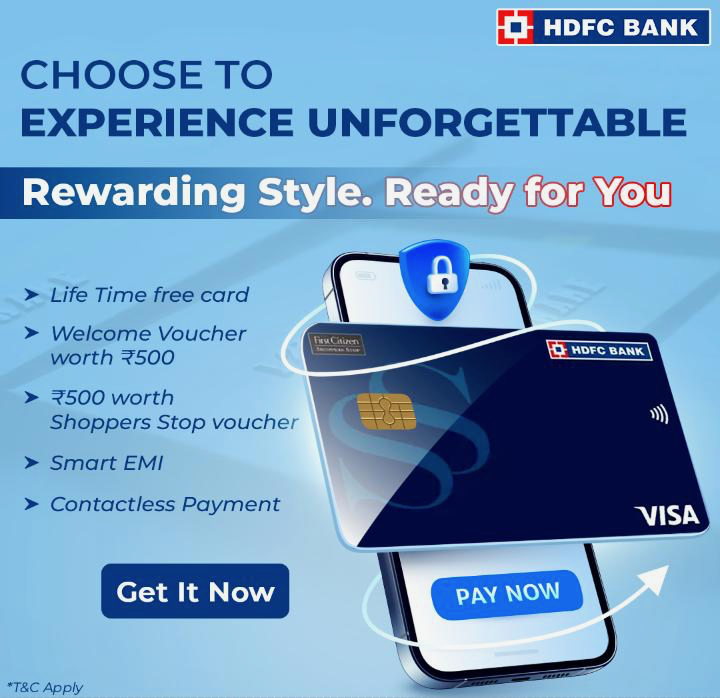 HDFC BANK
CHOOSE TO
EXPERIENCE UNFORGETTABLE
Rewarding Style. Ready for You
➤ Life Time free card
➤ Welcome Voucher
worth ₹500
➤ ₹500 worth
Shoppers Stop voucher
➤ Smart EMI
➤ Contactless Payment
First Citizen
SHOPPERS STOP
HDFC BANK
SS
VISA
PAY NOW
Get It Now
*T&C Apply